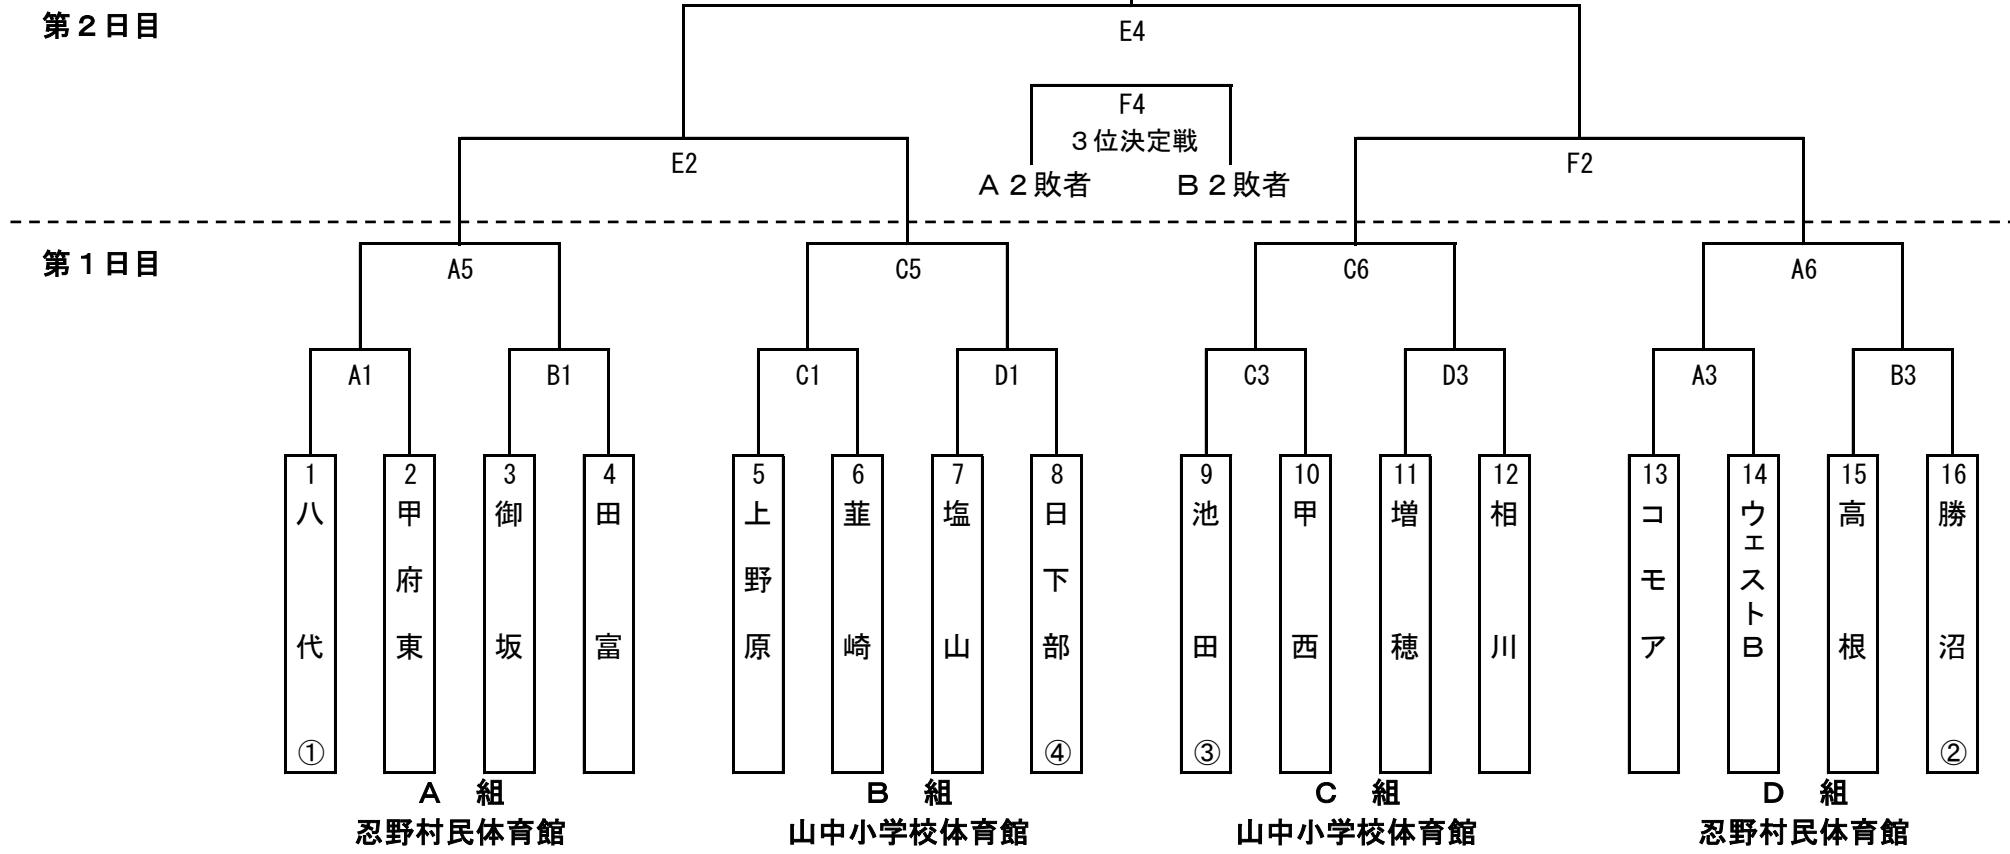 第２日目
E4
F4
３位決定戦
E2
F2
Ａ２敗者
Ｂ２敗者
第１日目
A5
C5
C6
A6
A1
B1
C1
D1
C3
D3
A3
B3
1 八代 ①
2 甲府東
3 御坂
4 田富
5 上野原
6 韮崎
7 塩山
8 日下部 ④
9 池田 ③
10 甲西
11 増穂
12 相川
13 コモア
14 ウェストB
15 高根
16 勝沼 ②
Ａ 組
Ｂ 組
Ｃ 組
Ｄ 組
忍野村民体育館
山中小学校体育館
山中小学校体育館
忍野村民体育館